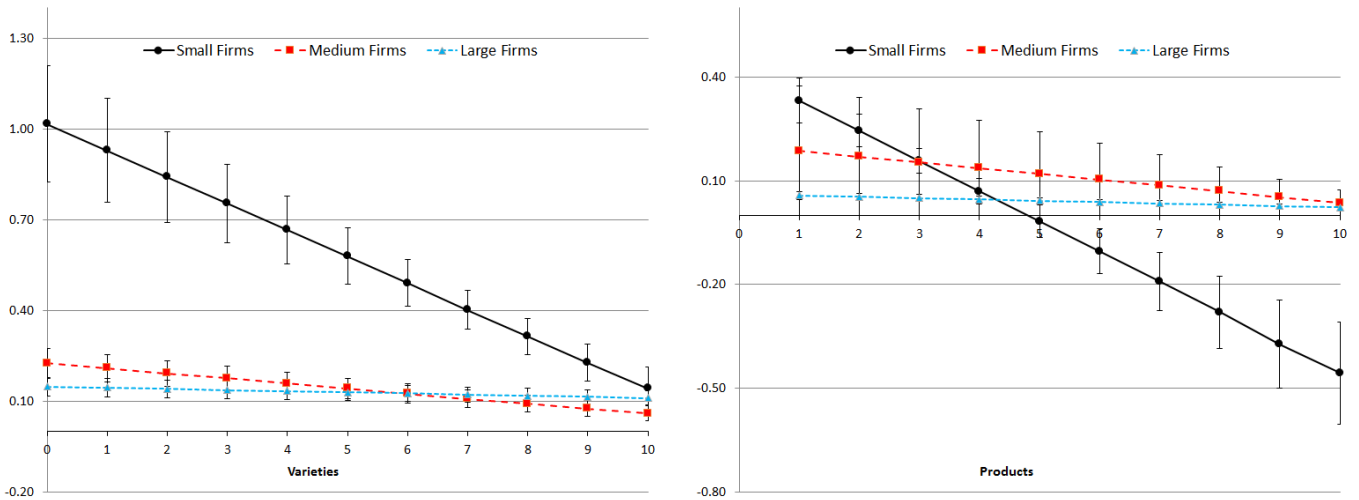 1.30
Small Firms Medium Firms Large Firms
1.00
0.70
0.40
0.10
0 1 2 3 4 5 6 7 8 9 10
Varieties
-0.20
Small Firms Medium Firms Large Firms
0.40
0.10
0 1 2 3 4 5 6 7 8 9 10
-0.20
-0.50
Products
-0.80